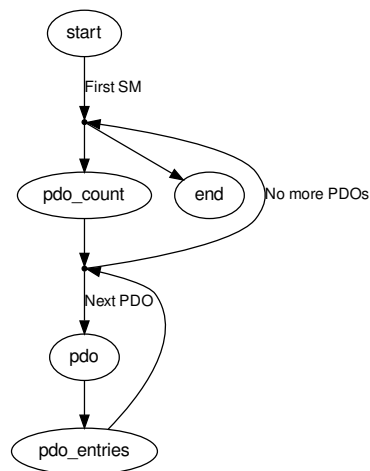 start
First SM
pdo_count
end
No more PDOs
Next PDO
pdo
pdo_entries